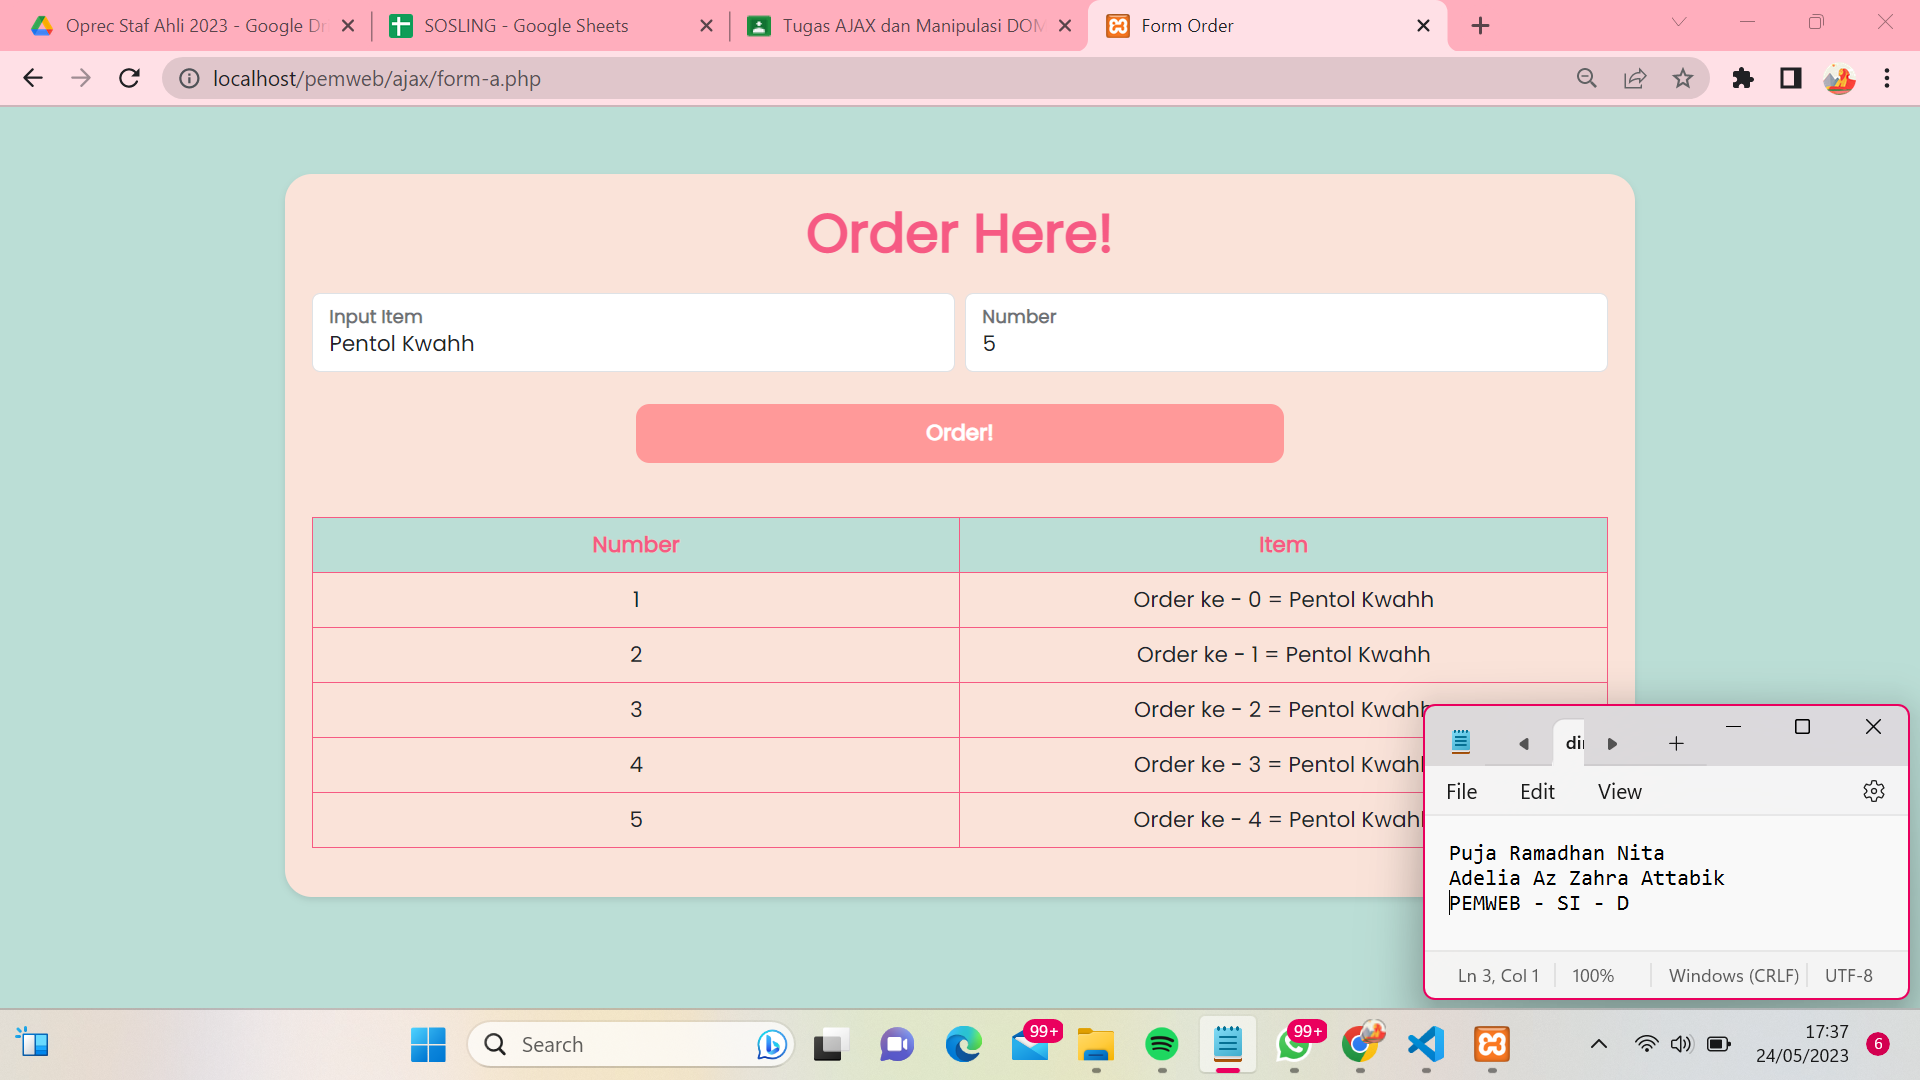 Oprec Staf Ahli 2023 - Google Dr
SOSLING - Google Sheets
Tugas AJAX dan Manipulasi DOM
Form Order
localhost/pemweb/ajax/form-a.php
Order Here!
Input Item
Pentol Kwahh
Number
5
Order!
Number Item
1 Order ke - 0 = Pentol Kwahh
2 Order ke - 1 = Pentol Kwahh
3 Order ke - 2 = Pentol Kwahh
4 Order ke - 3 = Pentol Kwahh
5 Order ke - 4 = Pentol Kwahh
File Edit View
Puja Ramadhan Nita
Adelia Az Zahra Attabik
PEMWEB - SI - D
Ln 3, Col 1 100% Windows (CRLF) UTF-8
Search
99+
99+
17:37
24/05/2023
6